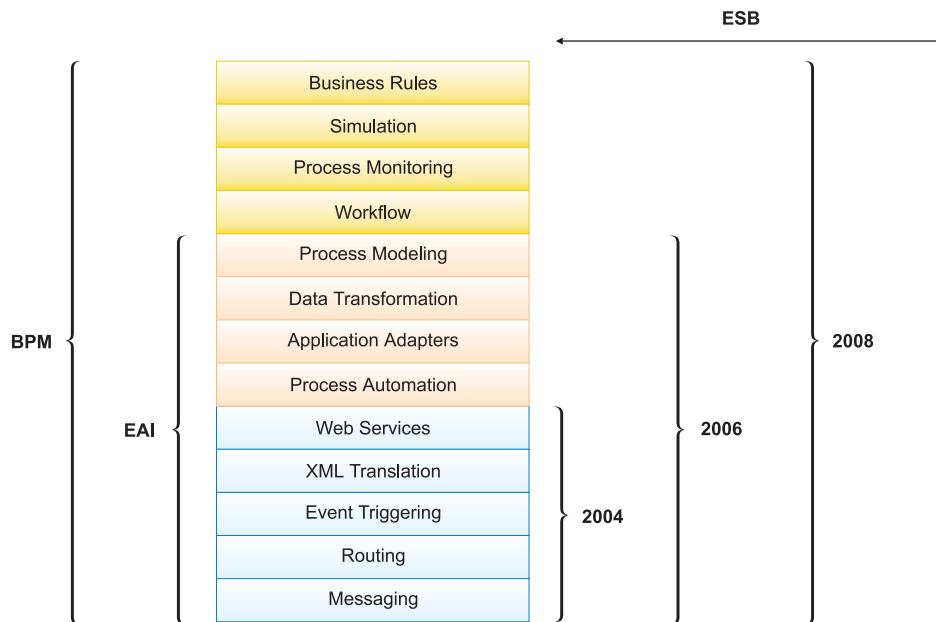 ESB
Business Rules
Simulation
Process Monitoring
Workflow
Process Modeling
Data Transformation
BPM
Application Adapters
2008
Process Automation
EAI
Web Services
2006
XML Translation
Event Triggering
2004
Routing
Messaging